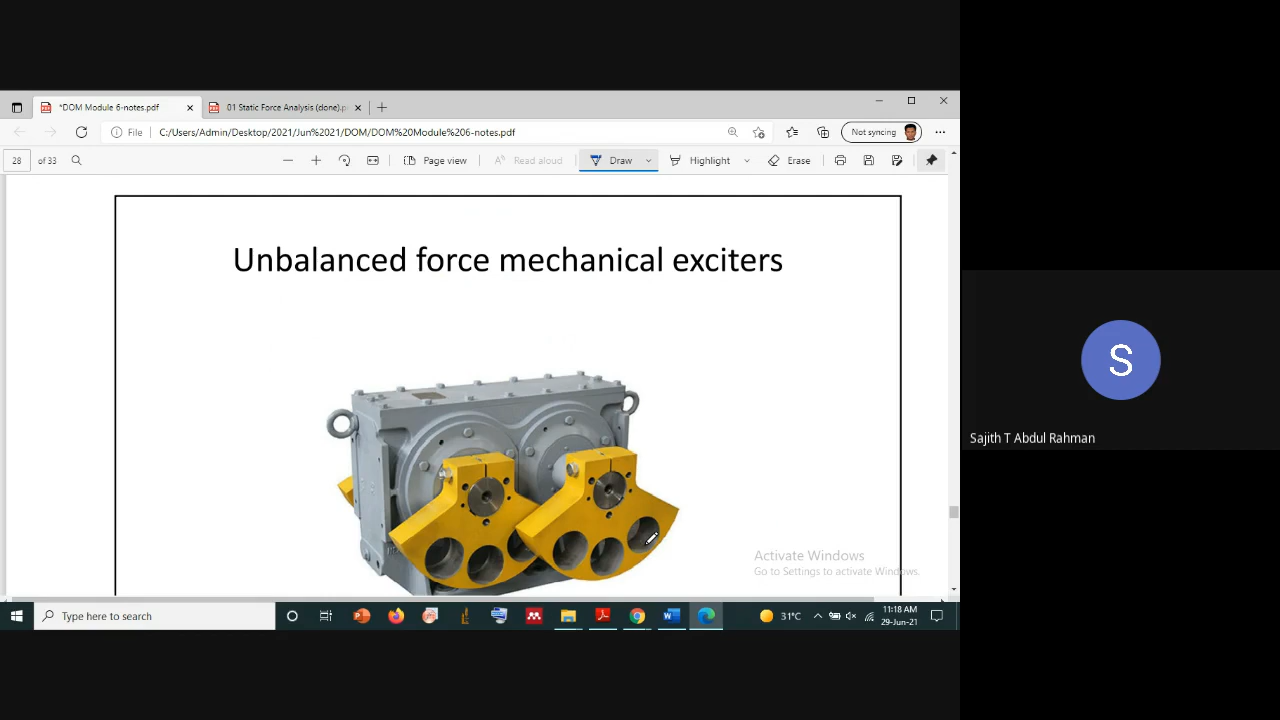 *DOM Module 6-notes.pdf
01 Static Force Analysis (done).p
File
C:/Users/Admin/Desktop/2021/Jun%2021/DOM/DOM%20Module%206-notes.pdf
Not syncing
28 of 33
Page view
Read aloud
Draw
Highlight
Erase
Unbalanced force mechanical exciters
S
Sajith T Abdul Rahman
Activate Windows
Go to Settings to activate Windows.
Type here to search
31°C
11:18 AM
29-Jun-21